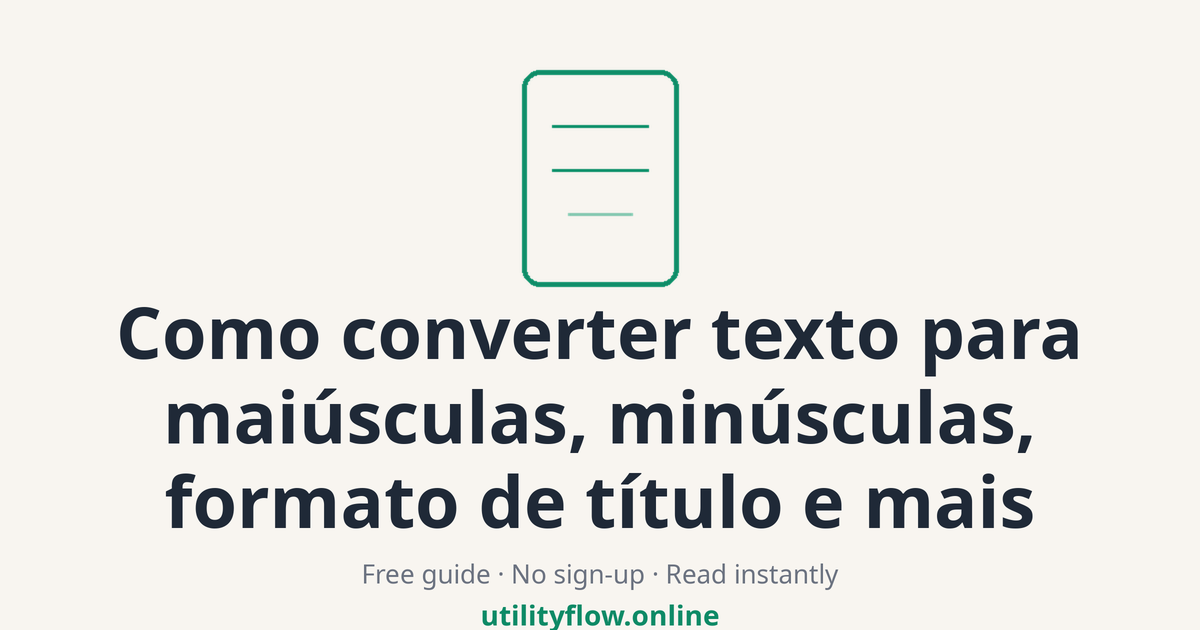 Como converter texto para
maiúsculas, minúsculas,
formato de título e mais
Free guide · No sign-up · Read instantly
utilityflow.online